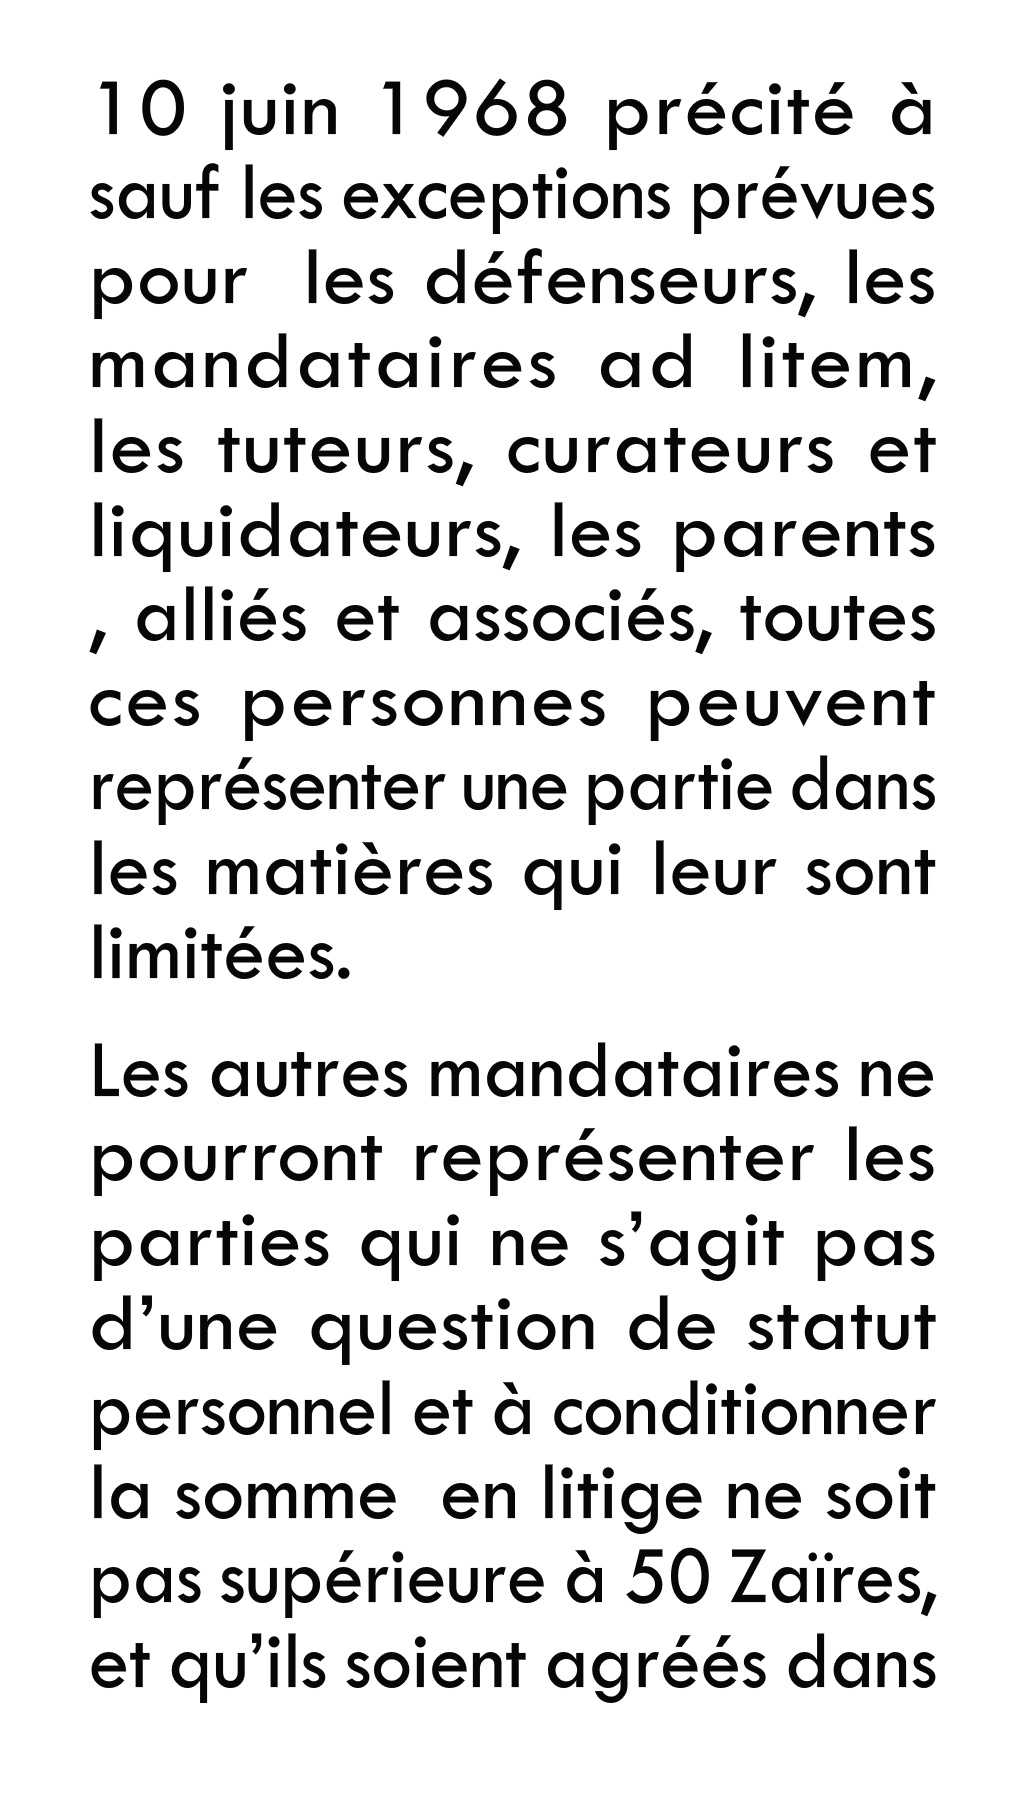 10 juin 1968 précité à
sauf les exceptions prévues
pour les défenseurs, les
mandataires ad litem,
les tuteurs, curateurs et
liquidateurs, les parents
, alliés et associés, toutes
ces personnes peuvent
représenter une partie dans
les matières qui leur sont
limitées.
Les autres mandataires ne
pourront représenter les
parties qui ne s’agit pas
d’une question de statut
personnel et à conditionner
la somme en litige ne soit
pas supérieure à 50 Zaïres,
et qu’ils soient agréés dans